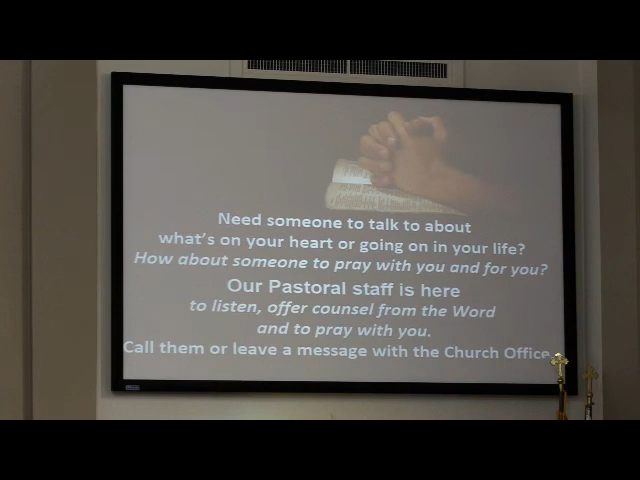 Need someone to talk to about
what's on your heart or going on in your life?
How about someone to pray with you and for you?
Our Pastoral staff is here
to listen, offer counsel from the Word
and to pray with you.
Call them or leave a message with the Church Office